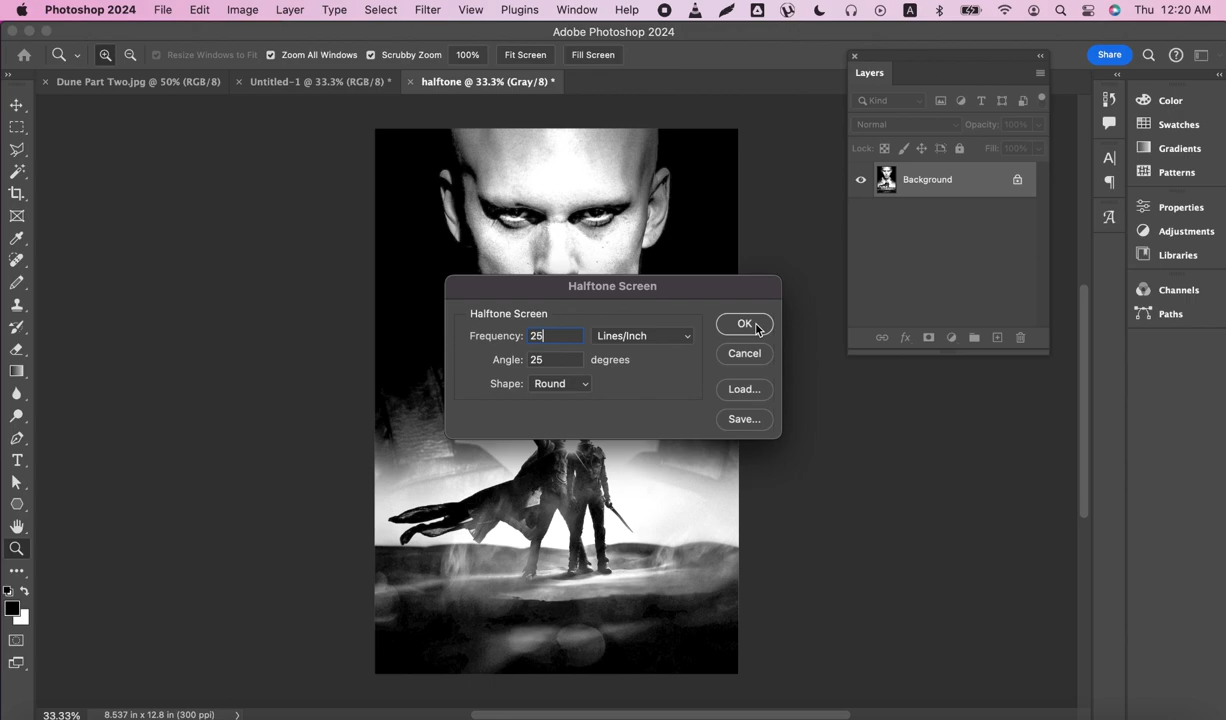 Photoshop 2024 File Edit Image Layer Type Select Filter View Plugins Window Help Thu 12:20 AM
Adobe Photoshop 2024
Resize Windows to Fit Zoom All Windows Scrubby Zoom 100% Fit Screen Fill Screen Share
Dune Part Two.jpg @ 50% (RGB/8) Untitled-1 @ 33.3% (RGB/8) * halftone @ 33.3% (Gray/8) *
Layers
Kind
Normal Opacity: 100%
Lock: Fill: 100%
Background
Color
Swatches
Gradients
Patterns
Properties
Adjustments
Libraries
Channels
Paths
Halftone Screen
Halftone Screen
Frequency: 25 Lines/Inch
Angle: 25 degrees
Shape: Round
OK
Cancel
Load...
Save...
33.33% 8.537 in x 12.8 in (300 ppi)